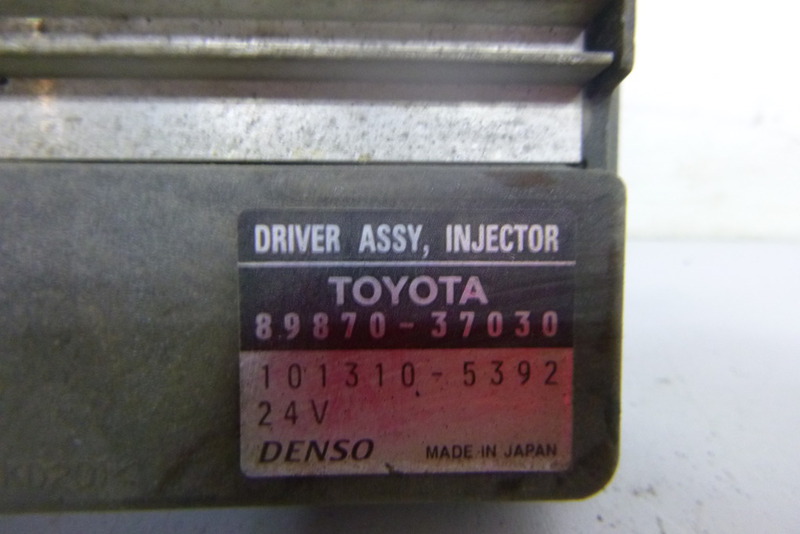 DRIVER ASSY, INJECTOR
TOYOTA
89870-37030
101310-5392
24V
DENSO MADE IN JAPAN